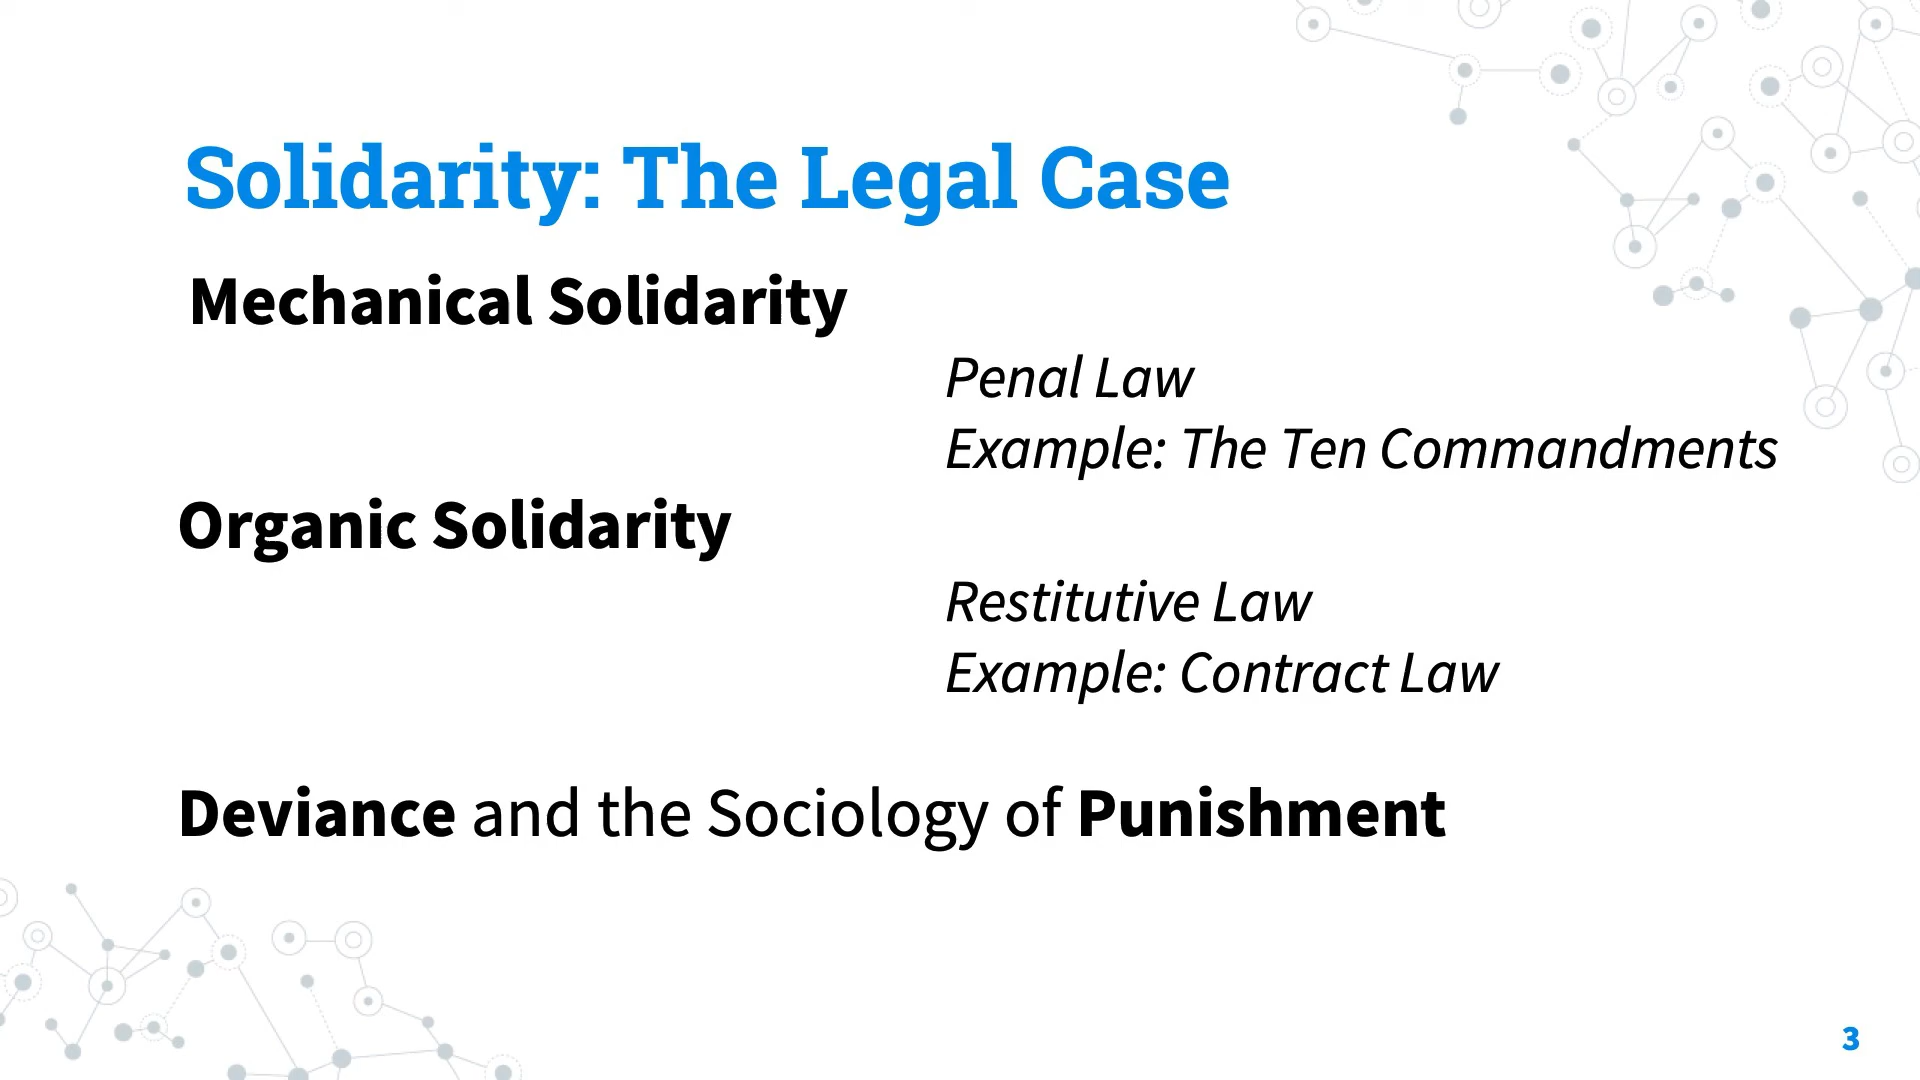 Solidarity: The Legal Case
Mechanical Solidarity
Penal Law
Example: The Ten Commandments
Organic Solidarity
Restitutive Law
Example: Contract Law
Deviance and the Sociology of Punishment
3